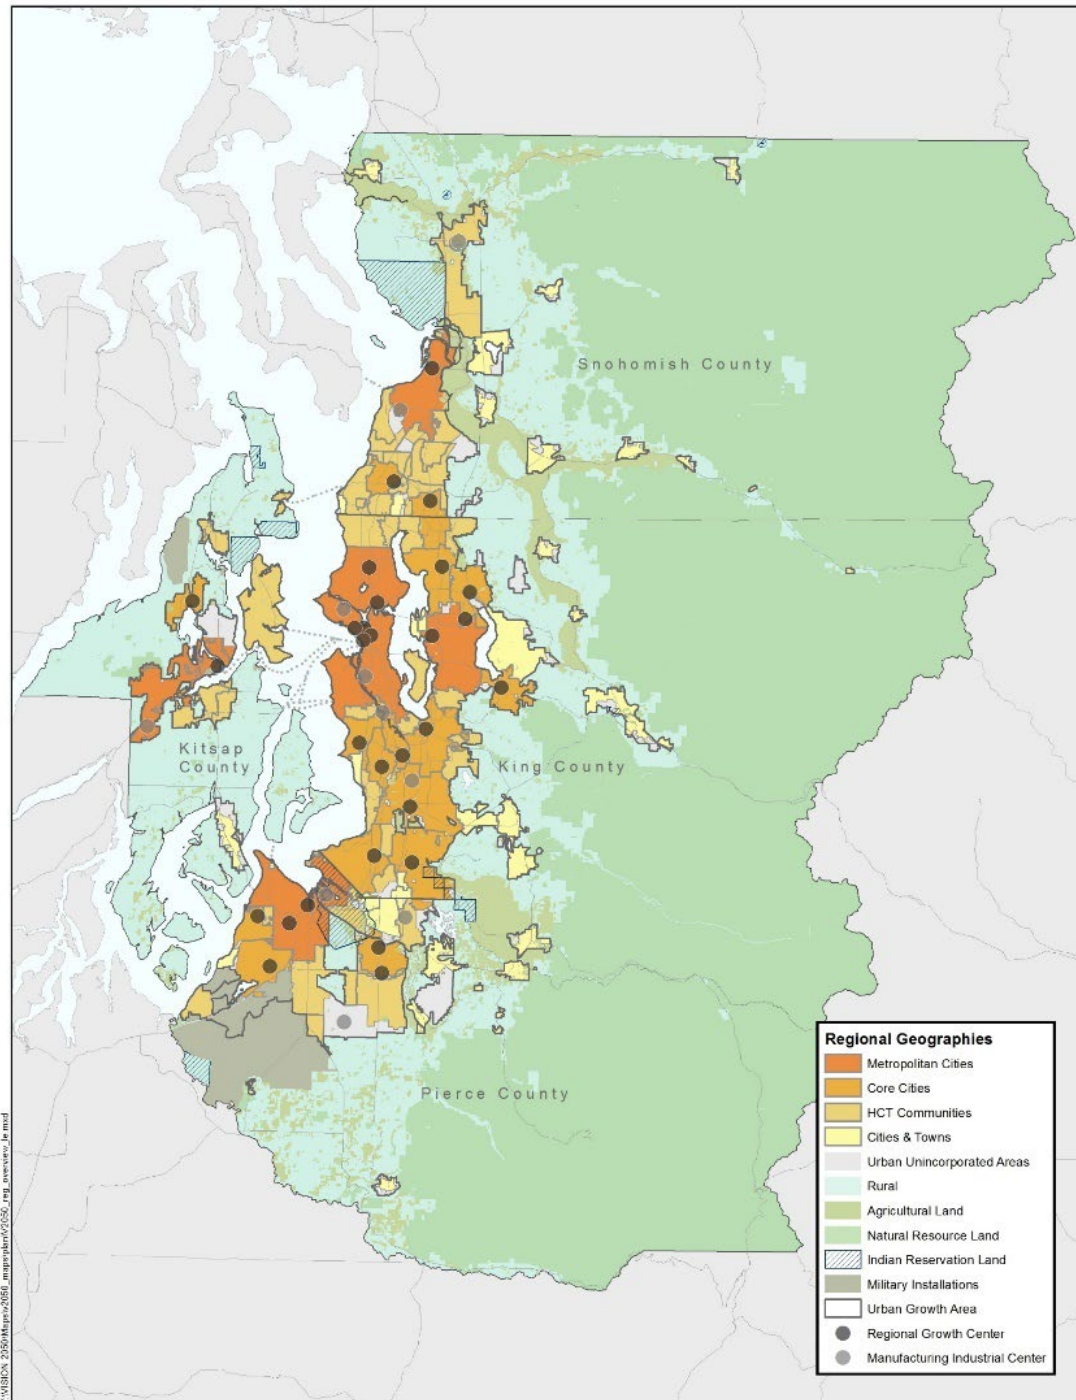 Snohomish County
Kitsap
County
King County
Pierce County
Regional Geographies
Metropolitan Cities
Core Cities
HCT Communities
Cities & Towns
Urban Unincorporated Areas
Rural
Agricultural Land
Natural Resource Land
Indian Reservation Land
Military Installations
Urban Growth Area
Regional Growth Center
Manufacturing Industrial Center